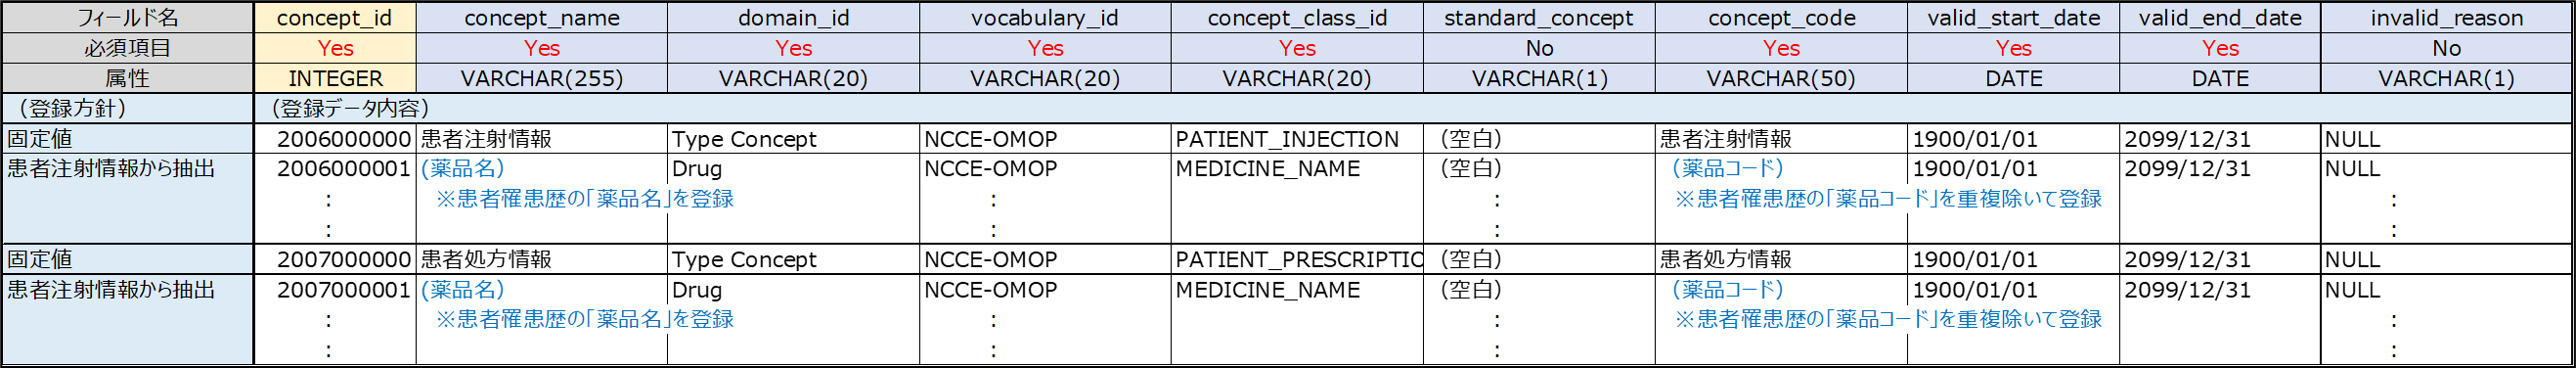 フィールド名 concept_id concept_name domain_id vocabulary_id concept_class_id standard_concept concept_code valid_start_date valid_end_date invalid_reason
必須項目 Yes Yes Yes Yes Yes No Yes Yes Yes No
属性 INTEGER VARCHAR(255) VARCHAR(20) VARCHAR(20) VARCHAR(20) VARCHAR(1) VARCHAR(50) DATE DATE VARCHAR(1)
（登録方針） （登録データ内容）
固定値 2006000000 患者注射情報 Type Concept NCCE-OMOP PATIENT_INJECTION （空白） 患者注射情報 1900/01/01 2099/12/31 NULL
患者注射情報から抽出 2006000001 (薬品名) Drug NCCE-OMOP MEDICINE_NAME （空白） （薬品コード） 1900/01/01 2099/12/31 NULL
： ※患者罹患歴の「薬品名」を登録 ： ： ※患者罹患歴の「薬品コード」を重複除いて登録 ：
： ： ： ：
固定値 2007000000 患者処方情報 Type Concept NCCE-OMOP PATIENT_PRESCRIPTIO （空白） 患者処方情報 1900/01/01 2099/12/31 NULL
患者注射情報から抽出 2007000001 (薬品名) Drug NCCE-OMOP MEDICINE_NAME （空白） （薬品コード） 1900/01/01 2099/12/31 NULL
： ※患者罹患歴の「薬品名」を登録 ： ： ※患者罹患歴の「薬品コード」を重複除いて登録 ：
： ： ： ：